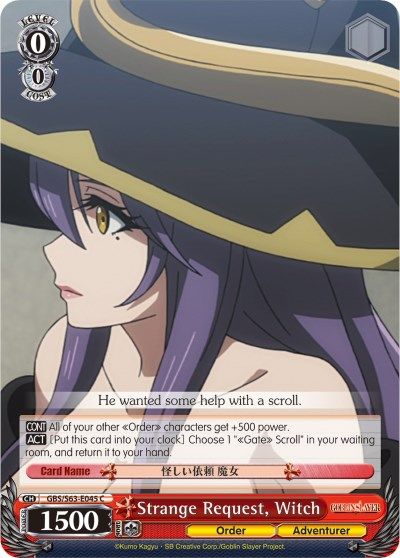 LEVEL
0
0
COST
He wanted some help with a scroll.
CONT All of your other «Order» characters get +500 power.
ACT [Put this card into your clock] Choose 1 "«Gate» Scroll" in your waiting
room, and return it to your hand.
Card Name 怪しい依頼 魔女
CH GBS/S63-E045 C
1500
Strange Request, Witch
GOBLIN SLAYER
Order Adventurer
©Kumo Kagyu・SB Creative Corp./Goblin Slayer Project.